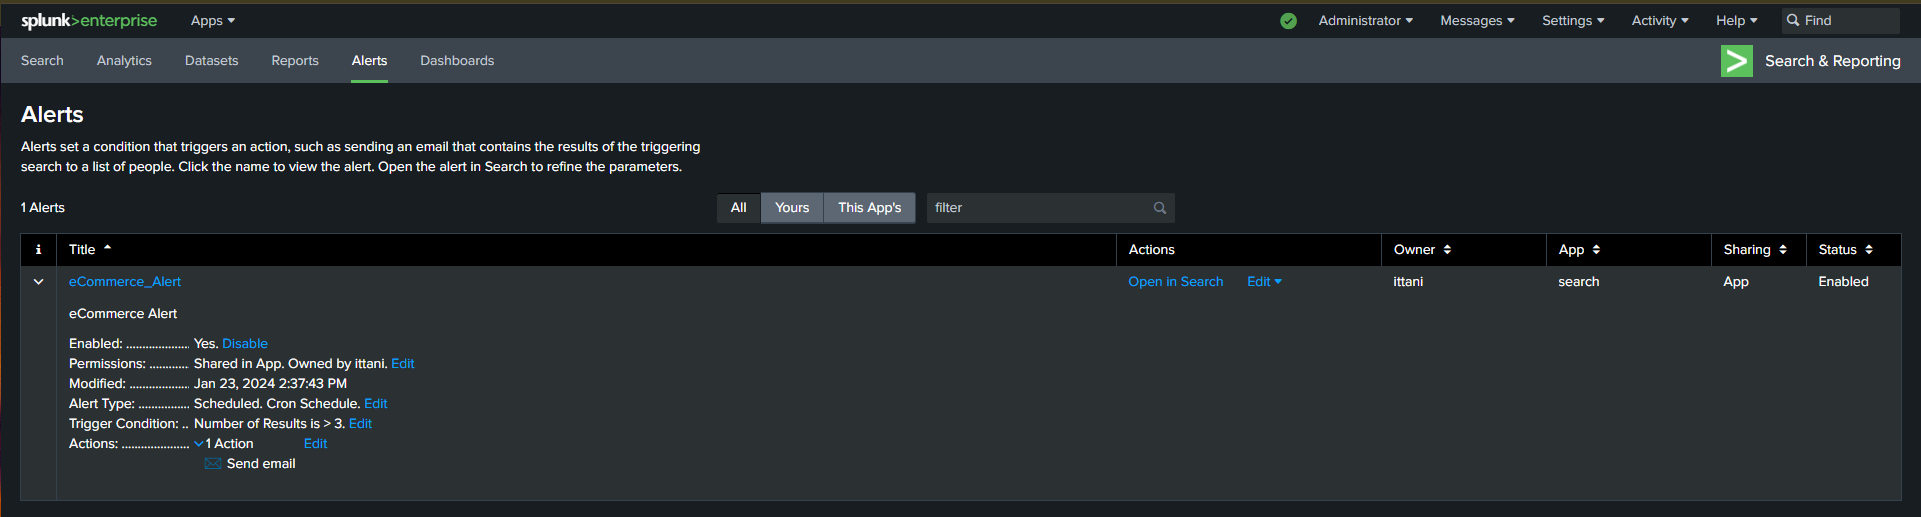 splunk>enterprise Apps Administrator Messages Settings Activity Help Find
Search Analytics Datasets Reports Alerts Dashboards Search & Reporting
Alerts
Alerts set a condition that triggers an action, such as sending an email that contains the results of the triggering
search to a list of people. Click the name to view the alert. Open the alert in Search to refine the parameters.
1 Alerts All Yours This App's filter
i Title Actions Owner App Sharing Status
eCommerce_Alert Open in Search Edit ittani search App Enabled
eCommerce Alert
Enabled: .................... Yes. Disable
Permissions: ............ Shared in App. Owned by ittani. Edit
Modified: ................... Jan 23, 2024 2:37:43 PM
Alert Type: ................ Scheduled. Cron Schedule. Edit
Trigger Condition: .. Number of Results is > 3. Edit
Actions: ..................... 1 Action Edit
Send email